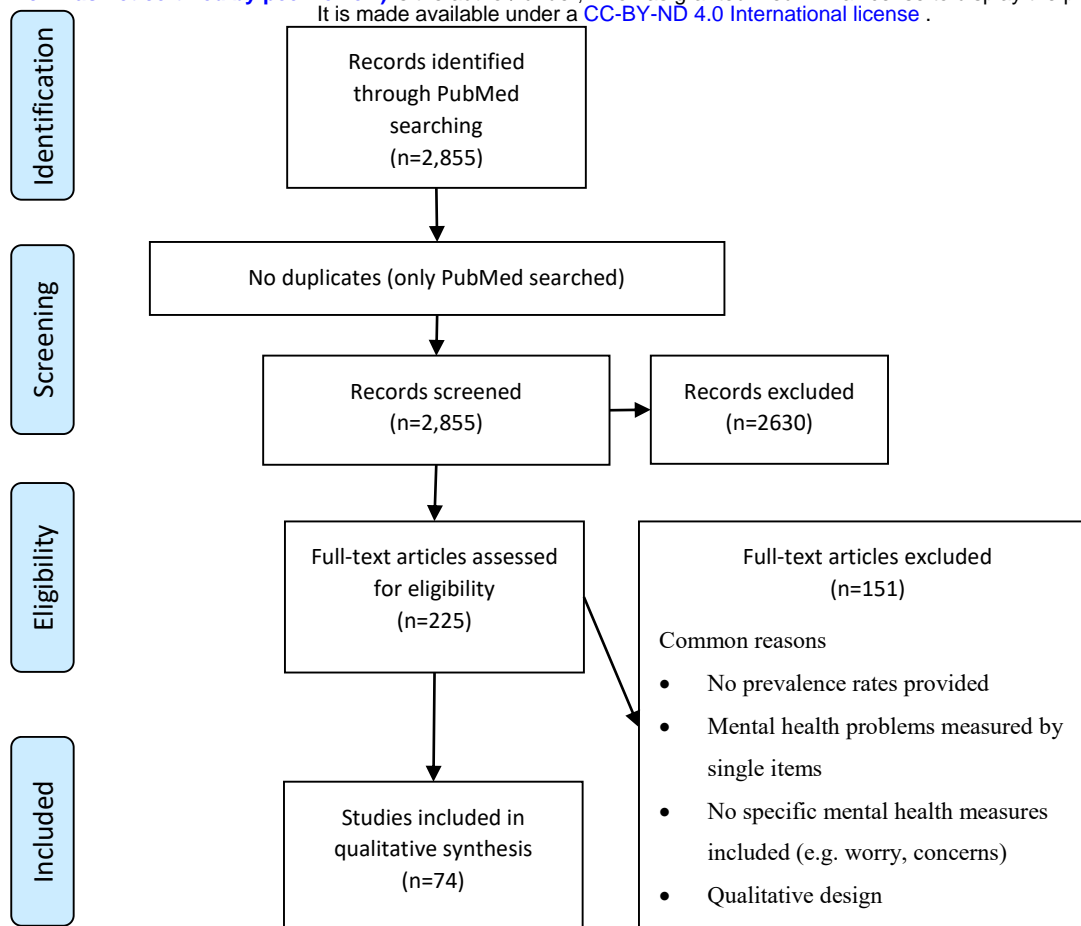 It is made available under a CC-BY-ND 4.0 International license .
Identification
Records identified
through PubMed
searching
(n=2,855)
Screening
No duplicates (only PubMed searched)
Records screened
(n=2,855)
Records excluded
(n=2630)
Eligibility
Full-text articles assessed
for eligibility
(n=225)
Full-text articles excluded
(n=151)
Common reasons
• No prevalence rates provided
• Mental health problems measured by
single items
• No specific mental health measures
included (e.g. worry, concerns)
• Qualitative design
Included
Studies included in
qualitative synthesis
(n=74)